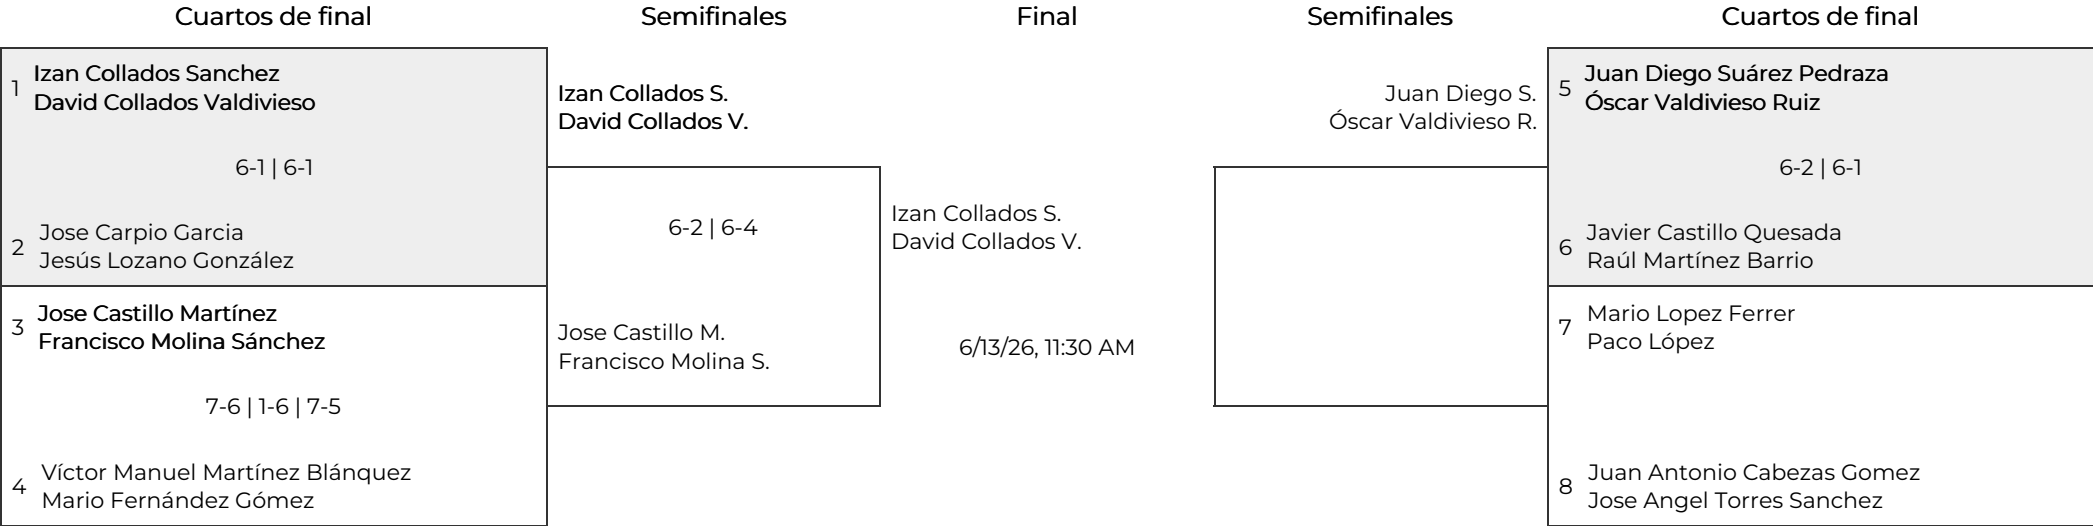 Cuartos de final
Semifinales
Final
Semifinales
Cuartos de final
1
Izan Collados Sanchez
David Collados Valdivieso
6-1 | 6-1
2
Jose Carpio Garcia
Jesús Lozano González
3
Jose Castillo Martínez
Francisco Molina Sánchez
7-6 | 1-6 | 7-5
4
Víctor Manuel Martínez Blánquez
Mario Fernández Gómez
Izan Collados S.
David Collados V.
6-2 | 6-4
Jose Castillo M.
Francisco Molina S.
Izan Collados S.
David Collados V.
6/13/26, 11:30 AM
Juan Diego S.
Óscar Valdivieso R.
5
Juan Diego Suárez Pedraza
Óscar Valdivieso Ruiz
6-2 | 6-1
6
Javier Castillo Quesada
Raúl Martínez Barrio
7
Mario Lopez Ferrer
Paco López
8
Juan Antonio Cabezas Gomez
Jose Angel Torres Sanchez